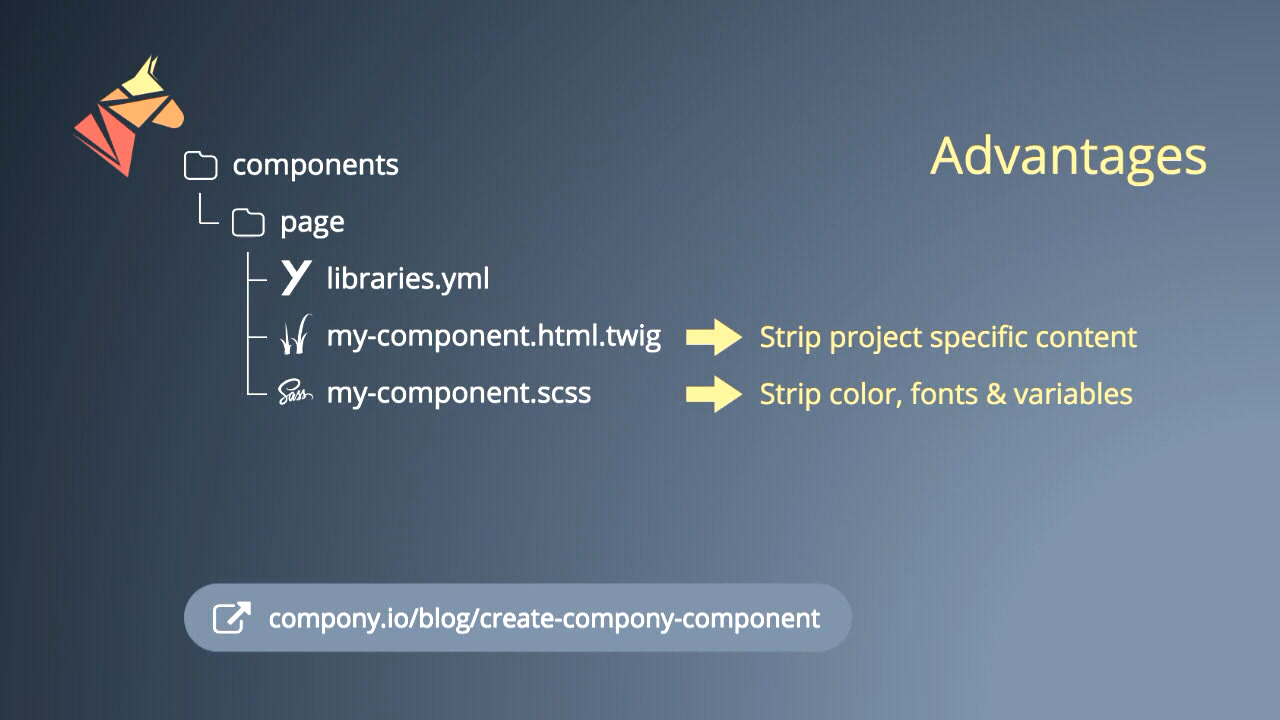 Advantages
components
page
libraries.yml
my-component.html.twig Strip project specific content
Sass my-component.scss Strip color, fonts & variables
compony.io/blog/create-compony-component